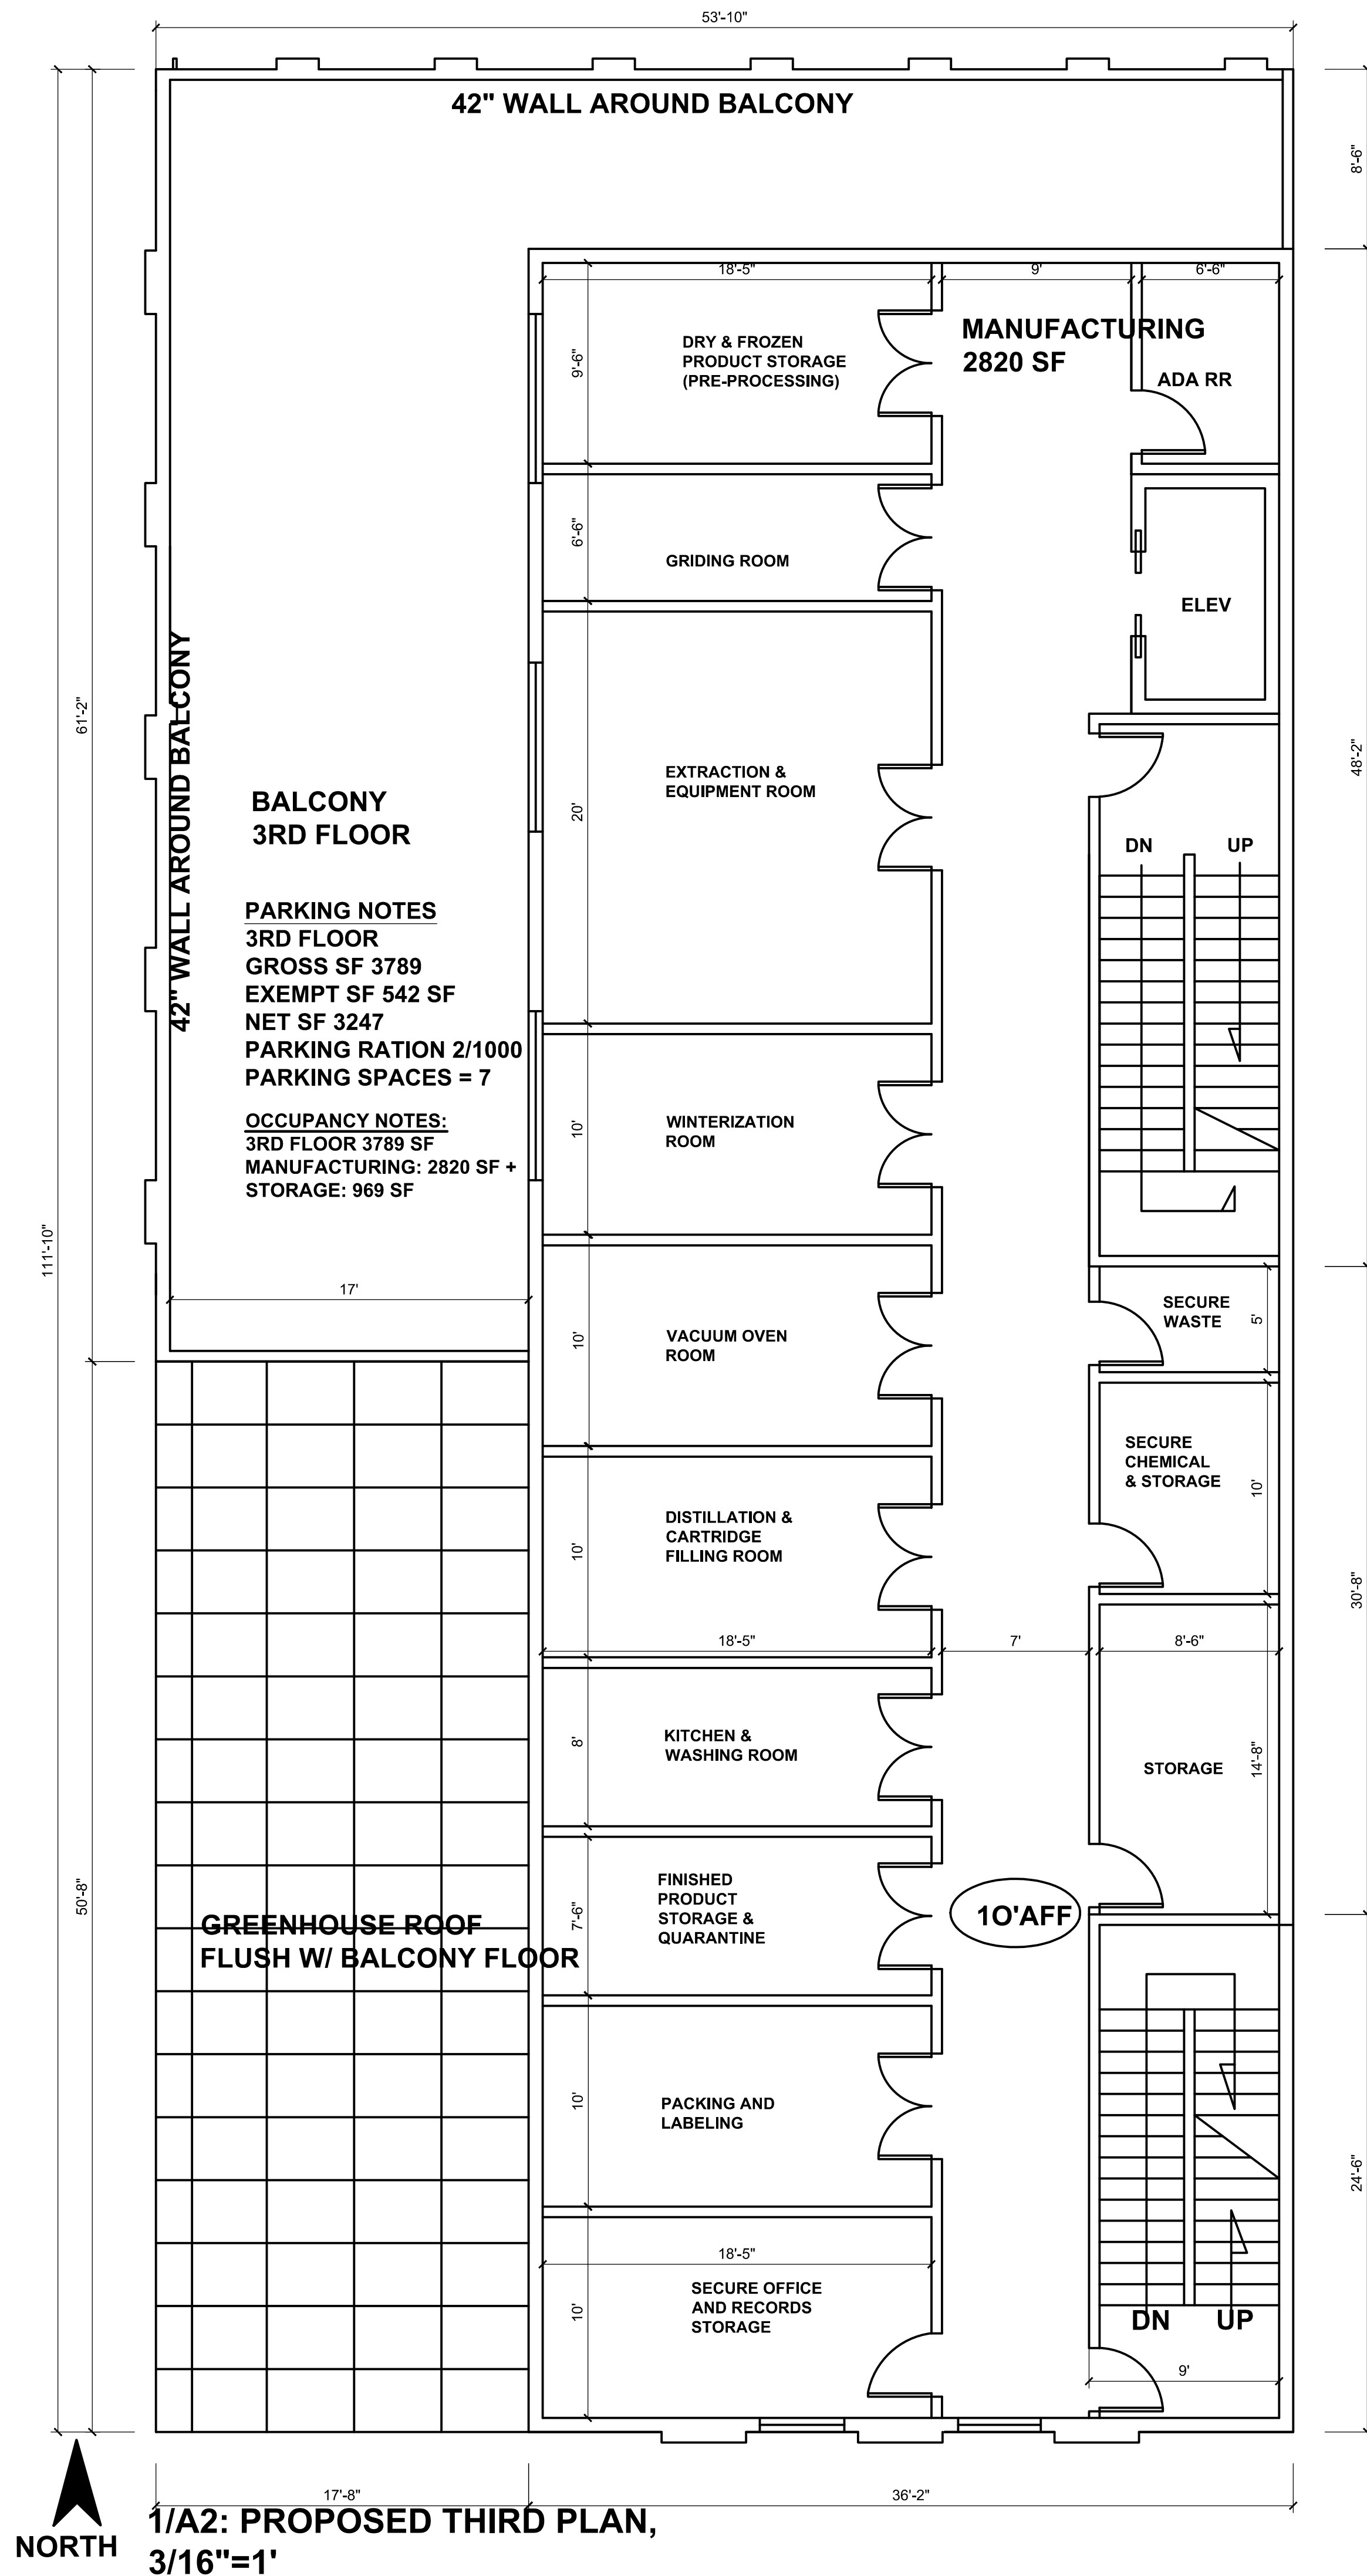 53'-10"
42" WALL AROUND BALCONY
8'-6"
18'-5"
9'
6'-6"
MANUFACTURING
2820 SF
DRY & FROZEN
PRODUCT STORAGE
(PRE-PROCESSING)
9'-6"
ADA RR
6'-6"
GRIDING ROOM
ELEV
42" WALL AROUND BALCONY
61'-2"
48'-2"
EXTRACTION &
EQUIPMENT ROOM
20'
BALCONY
3RD FLOOR
DN
UP
PARKING NOTES
3RD FLOOR
GROSS SF 3789
EXEMPT SF 542 SF
NET SF 3247
PARKING RATION 2/1000
PARKING SPACES = 7
OCCUPANCY NOTES:
3RD FLOOR 3789 SF
MANUFACTURING: 2820 SF +
STORAGE: 969 SF
10'
WINTERIZATION
ROOM
111'-10"
17'
10'
VACUUM OVEN
ROOM
SECURE
WASTE
5'
SECURE
CHEMICAL
& STORAGE
10'
10'
DISTILLATION &
CARTRIDGE
FILLING ROOM
30'-8"
18'-5"
7'
8'-6"
8'
KITCHEN &
WASHING ROOM
STORAGE
14'-8"
50'-8"
7'-6"
FINISHED
PRODUCT
STORAGE &
QUARANTINE
1O'AFF
GREENHOUSE ROOF
FLUSH W/ BALCONY FLOOR
10'
PACKING AND
LABELING
24'-6"
18'-5"
10'
SECURE OFFICE
AND RECORDS
STORAGE
DN
UP
9'
17'-8"
36'-2"
NORTH
1/A2: PROPOSED THIRD PLAN,
3/16"=1'